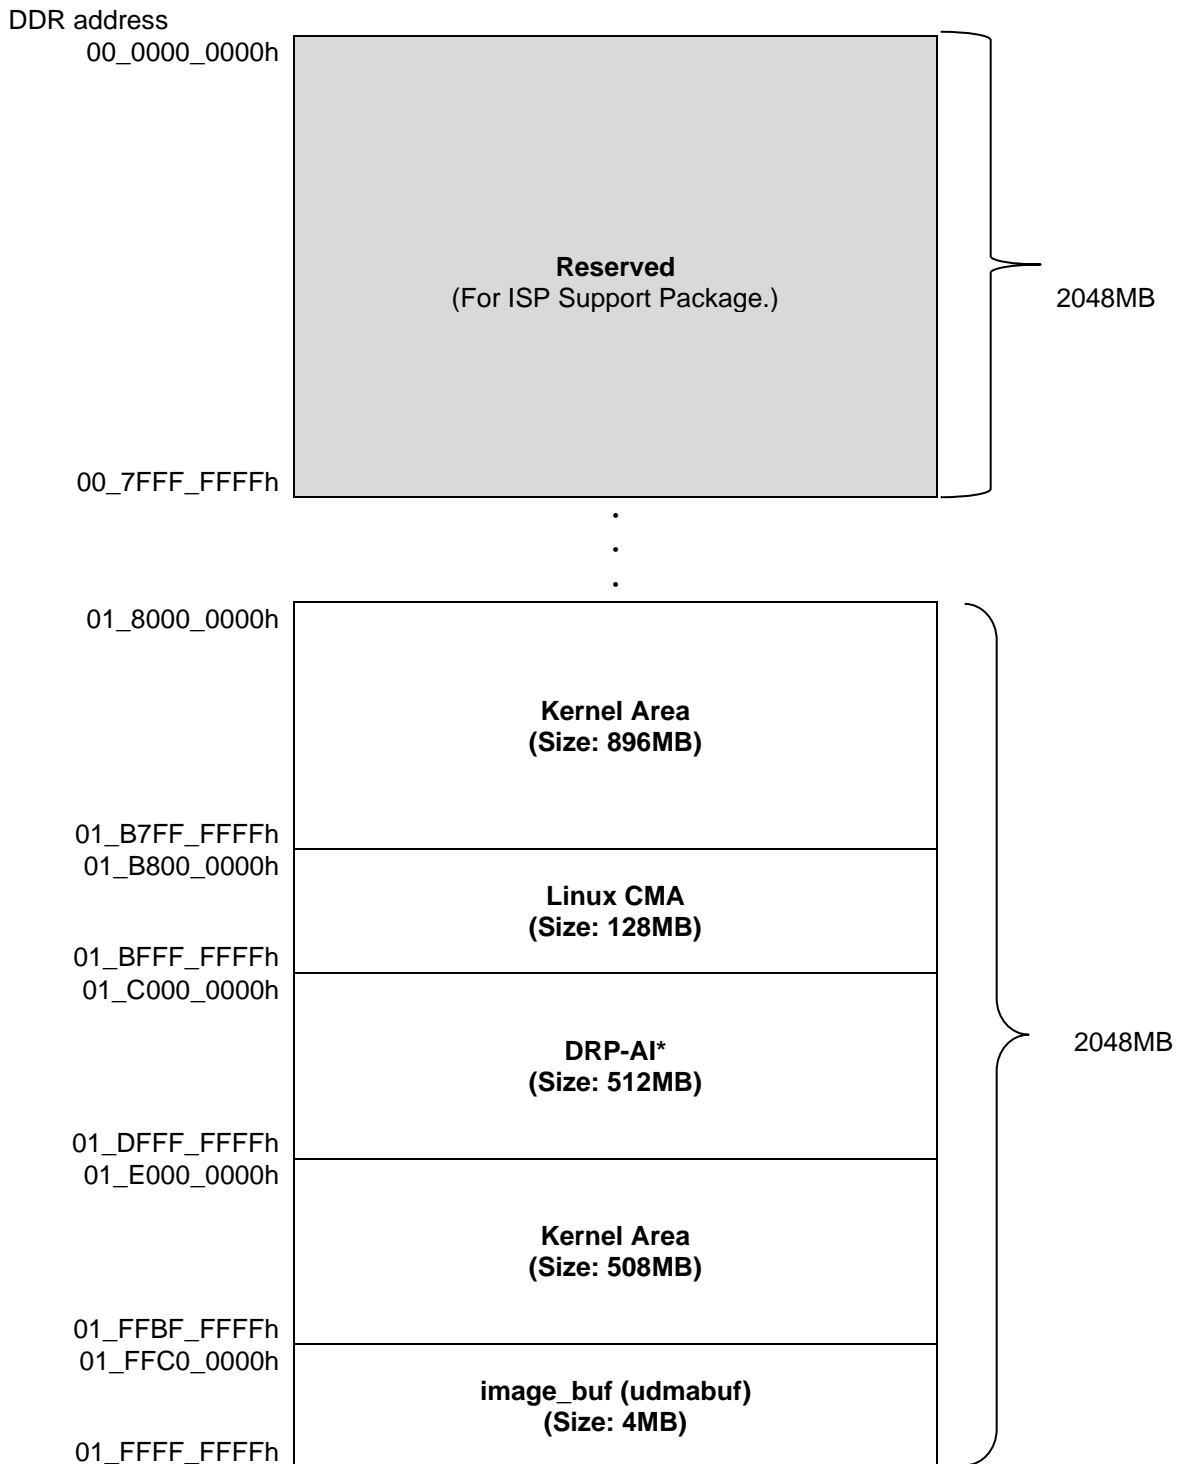 DDR address
00_0000_0000h
Reserved
(For ISP Support Package.)
2048MB
00_7FFF_FFFFh
01_8000_0000h
Kernel Area
(Size: 896MB)
01_B7FF_FFFFh
01_B800_0000h
Linux CMA
(Size: 128MB)
01_BFFF_FFFFh
01_C000_0000h
DRP-AI*
(Size: 512MB)
2048MB
01_DFFF_FFFFh
01_E000_0000h
Kernel Area
(Size: 508MB)
01_FFBF_FFFFh
01_FFC0_0000h
image_buf (udmabuf)
(Size: 4MB)
01_FFFF_FFFFh